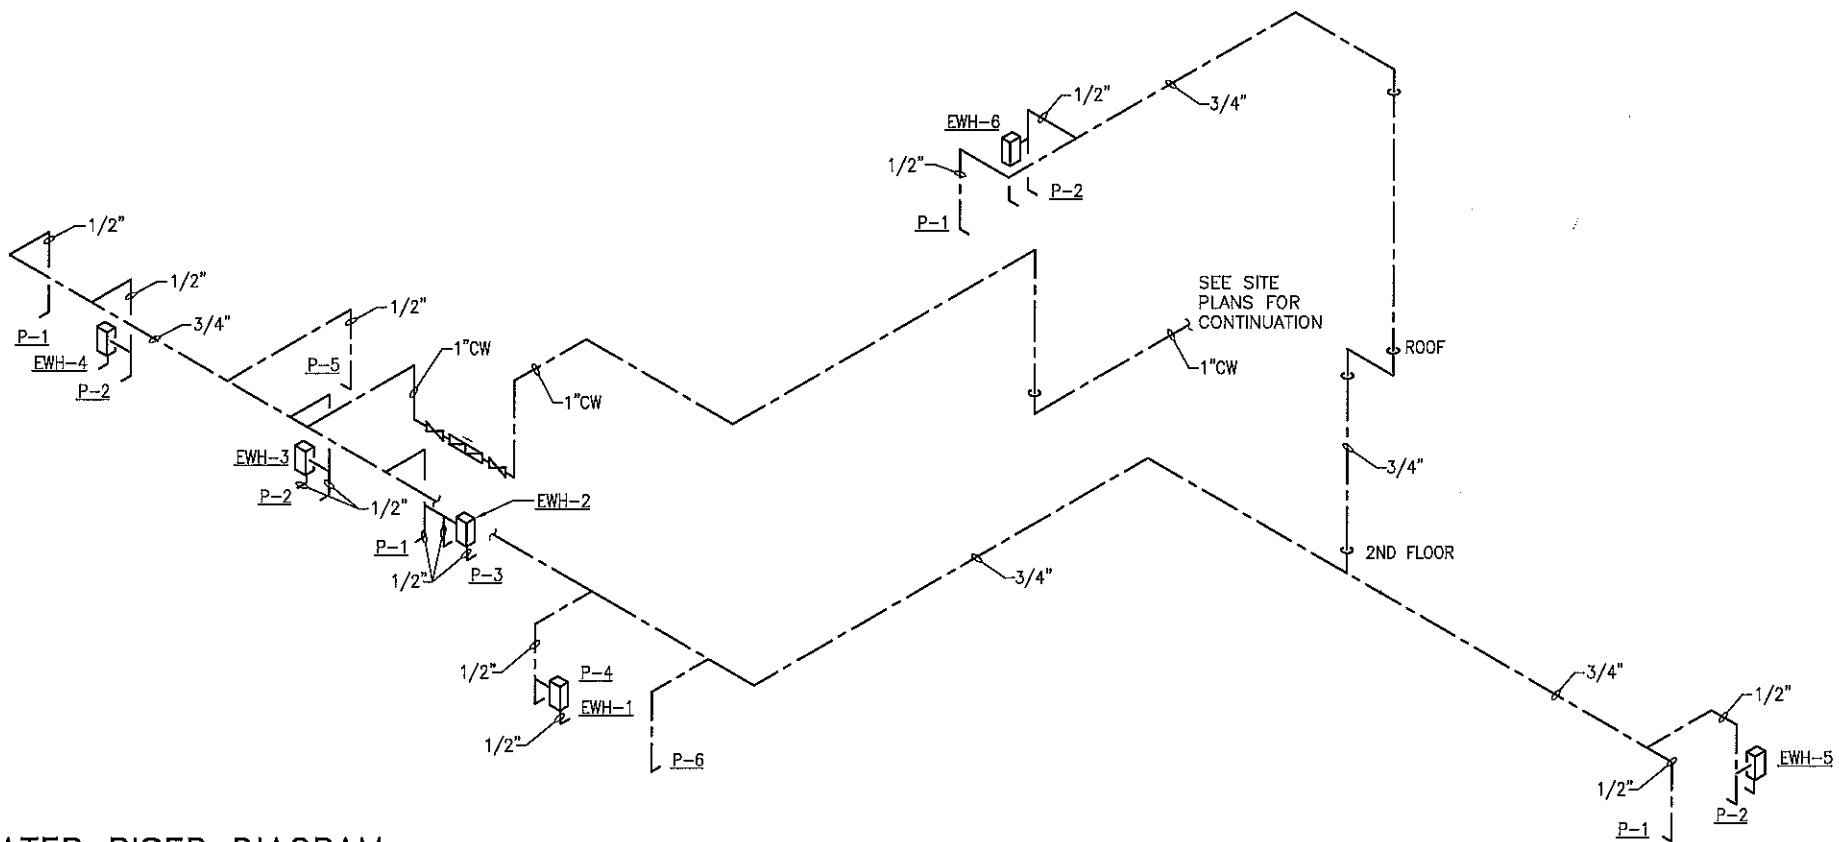 1/2"
3/4"
EWH-6
1/2"
P-2
P-1
1/2"
1/2"
3/4"
P-1
EWH-4
P-2
1/2"
P-5
1"CW
1"CW
SEE SITE
PLANS FOR
CONTINUATION
1"CW
ROOF
3/4"
2ND FLOOR
EWH-3
P-2
1/2"
EWH-2
P-1
1/2"
P-3
3/4"
1/2"
P-4
EWH-1
1/2"
P-6
3/4"
1/2"
EWH-5
1/2"
P-2
P-1